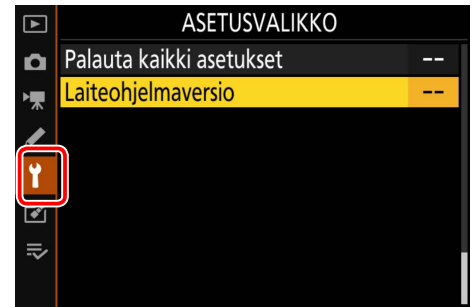 ASETUSVALIKKO
Palauta kaikki asetukset --
Laiteohjelmaversio --